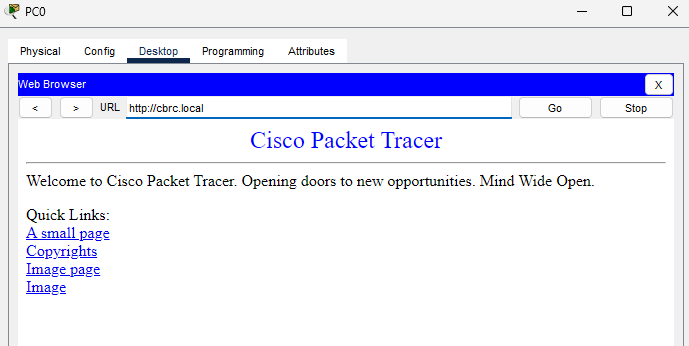 PC0
Physical Config Desktop Programming Attributes
Web Browser X
< > URL http://cbrc.local Go Stop
Cisco Packet Tracer
Welcome to Cisco Packet Tracer. Opening doors to new opportunities. Mind Wide Open.
Quick Links:
A small page
Copyrights
Image page
Image